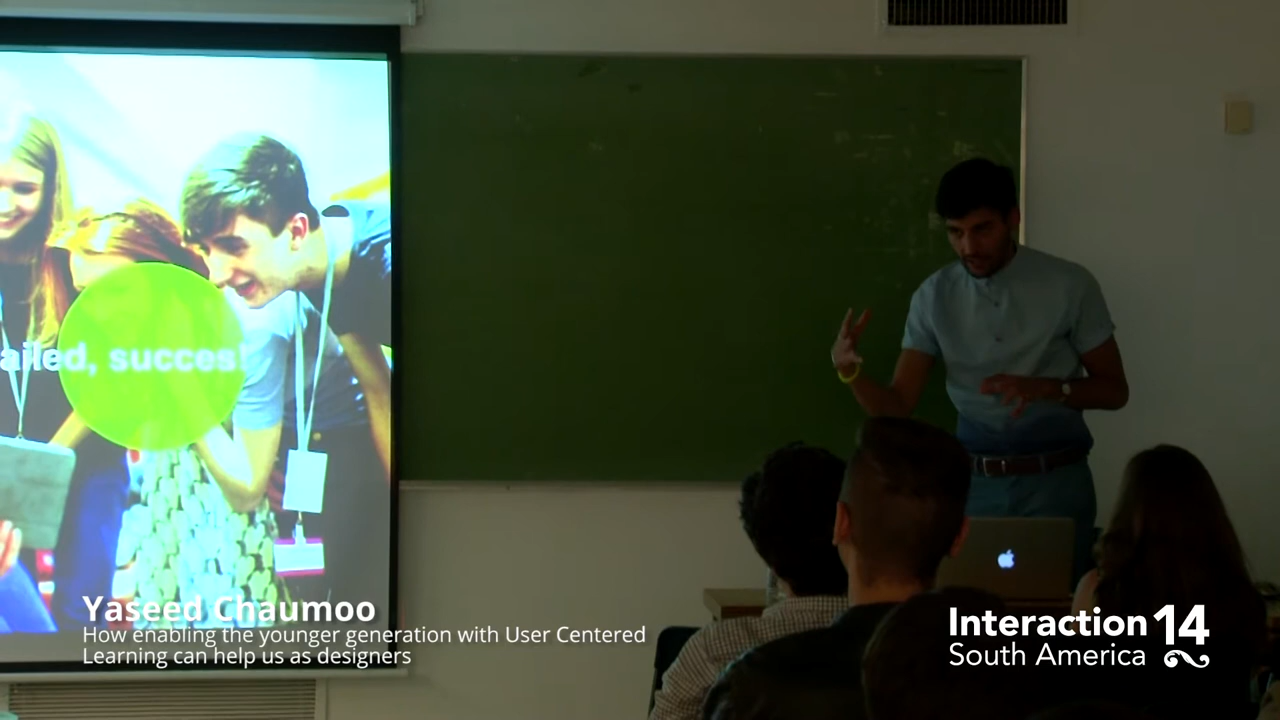 ailed, succes
Yaseed Chaumoo
How enabling the younger generation with User Centered
Learning can help us as designers
Interaction 14
South America